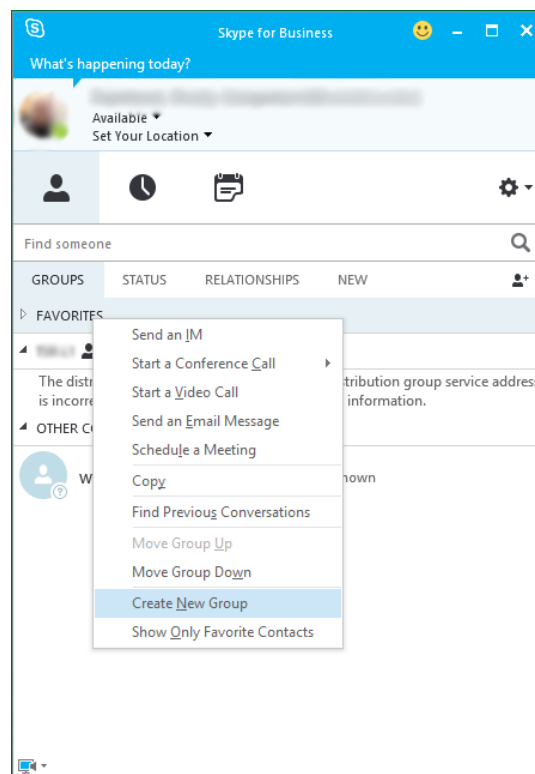 Skype for Business
What's happening today?
Available
Set Your Location
Find someone
GROUPS STATUS RELATIONSHIPS NEW
FAVORITES
Send an IM
Start a Conference Call
The distr tribution group service address
Start a Video Call
is incorre information.
Send an Email Message
OTHER CO
Schedule a Meeting
W nown
Copy
Find Previous Conversations
Move Group Up
Move Group Down
Create New Group
Show Only Favorite Contacts